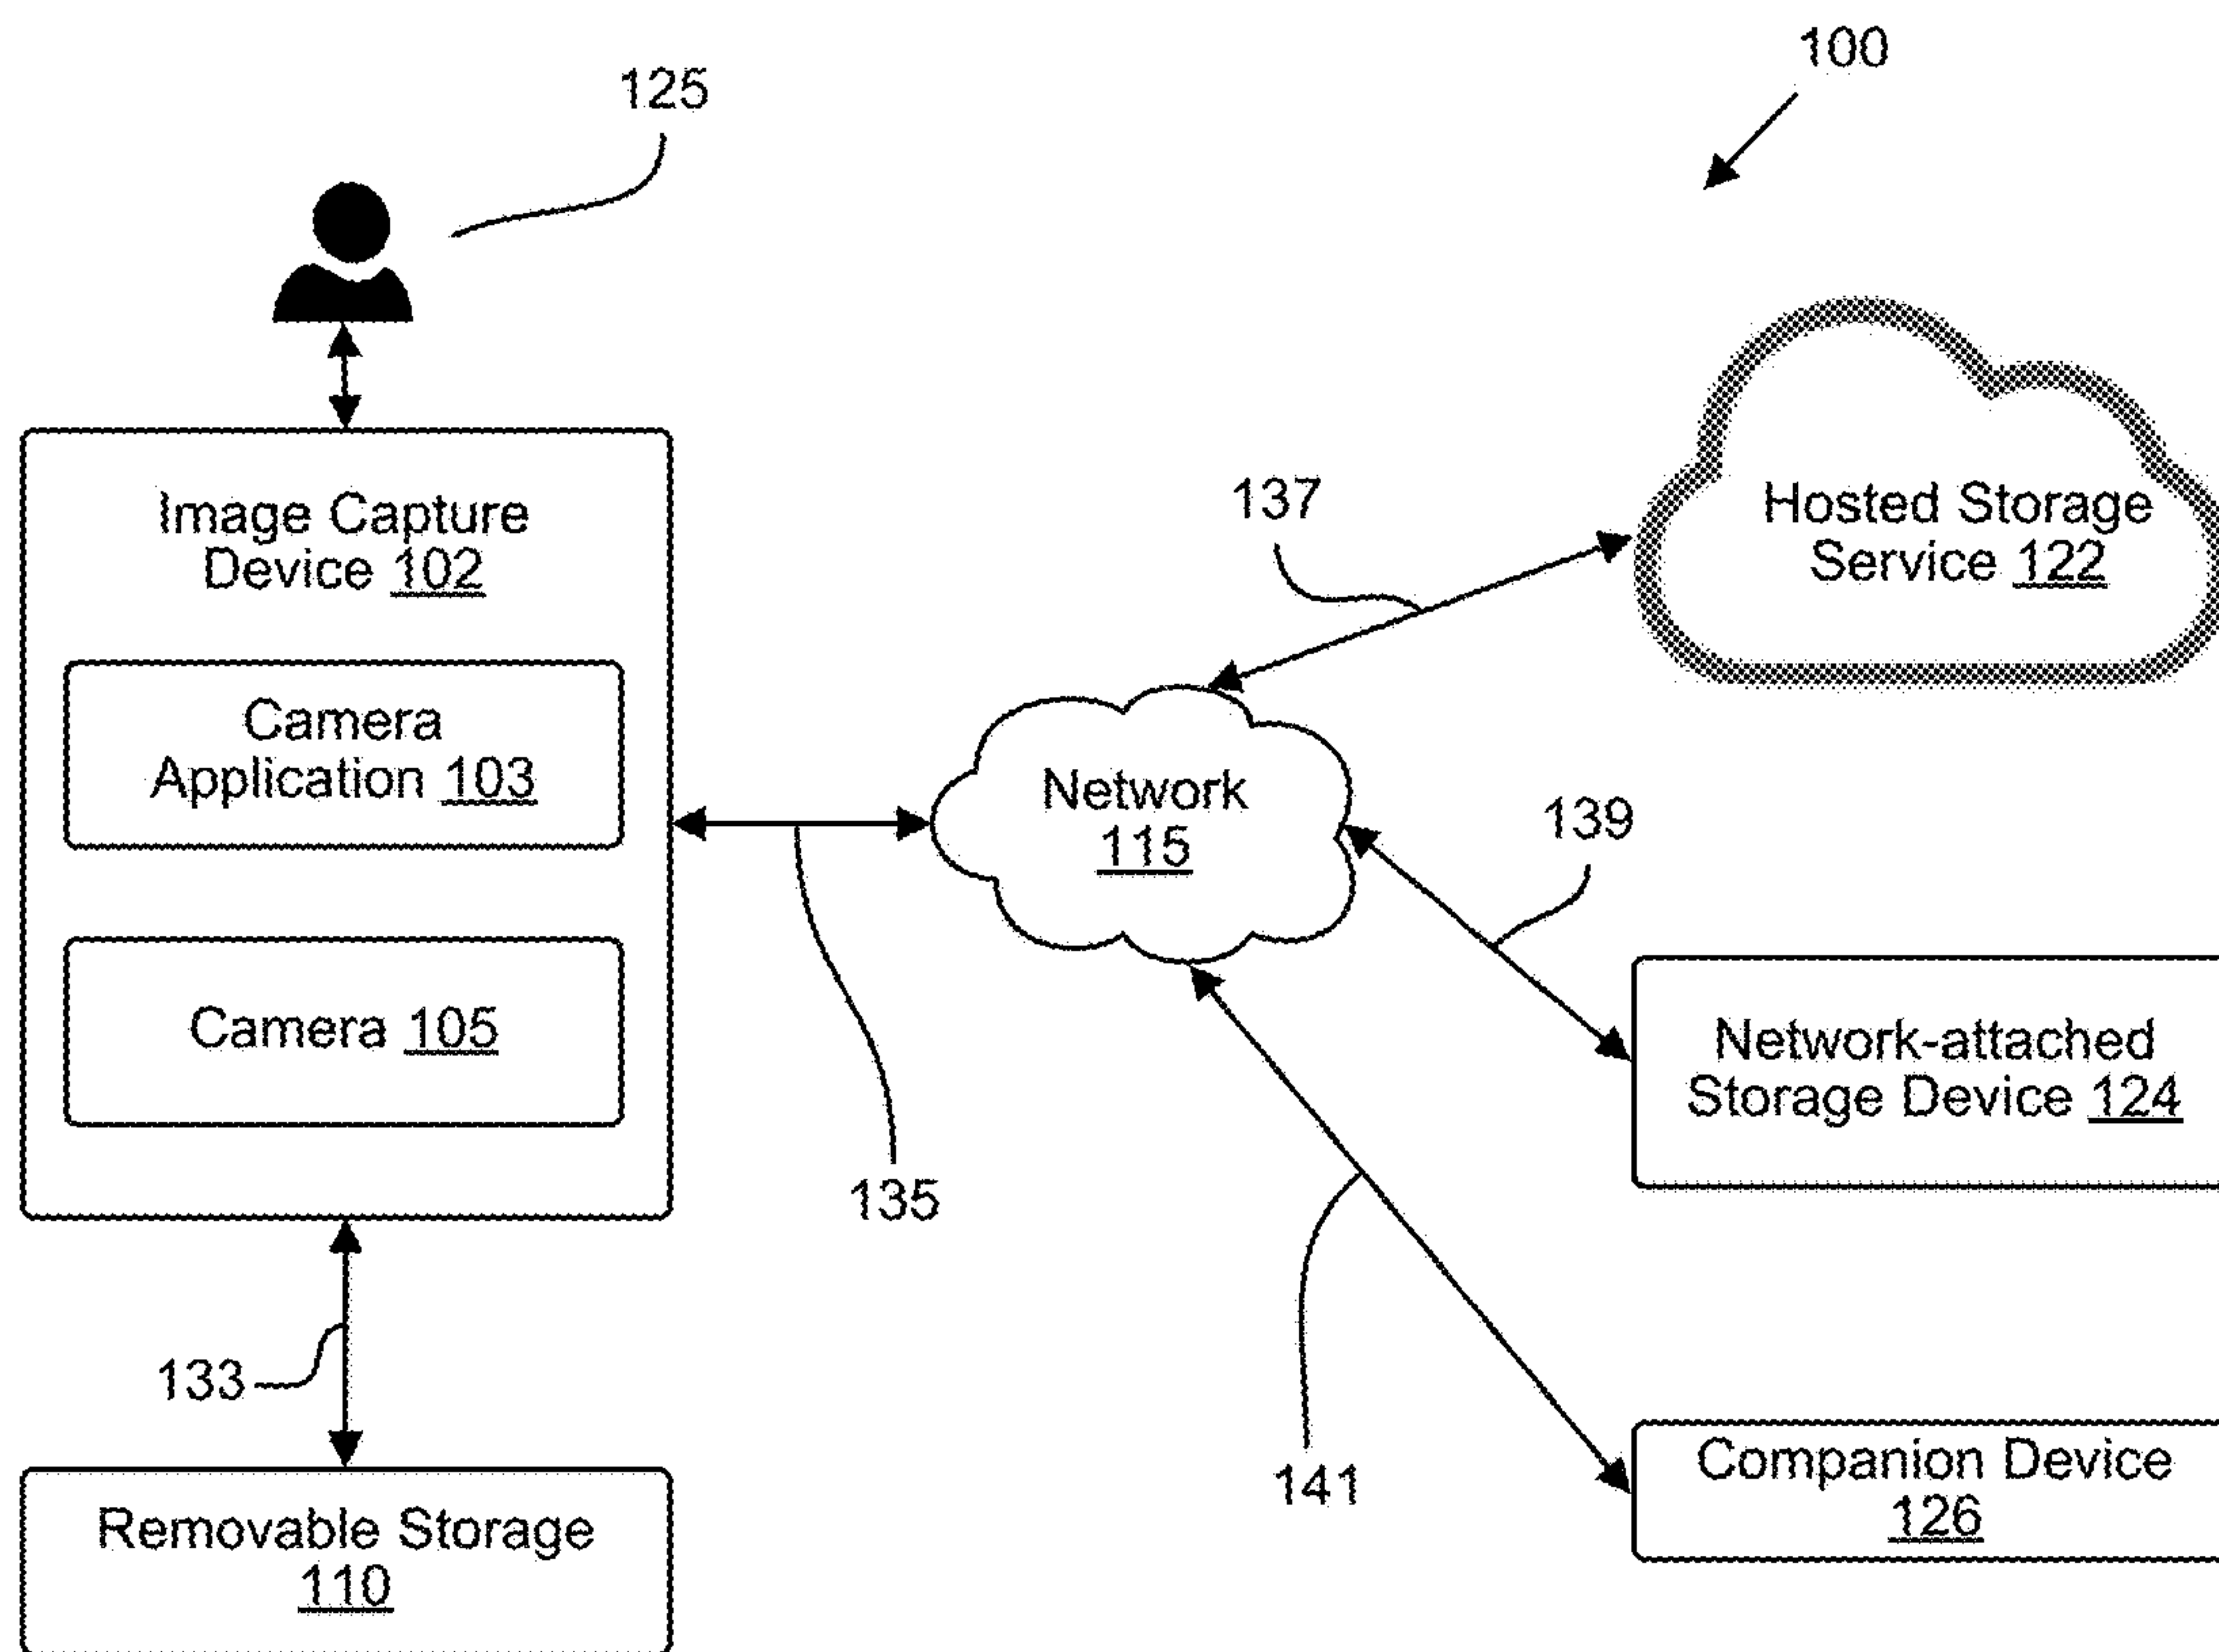 100
125
Image Capture
Device 102
Camera
Application 103
Camera 105
133
Removable Storage
110
135
Network
115
137
Hosted Storage
Service 122
139
Network-attached
Storage Device 124
141
Companion Device
126